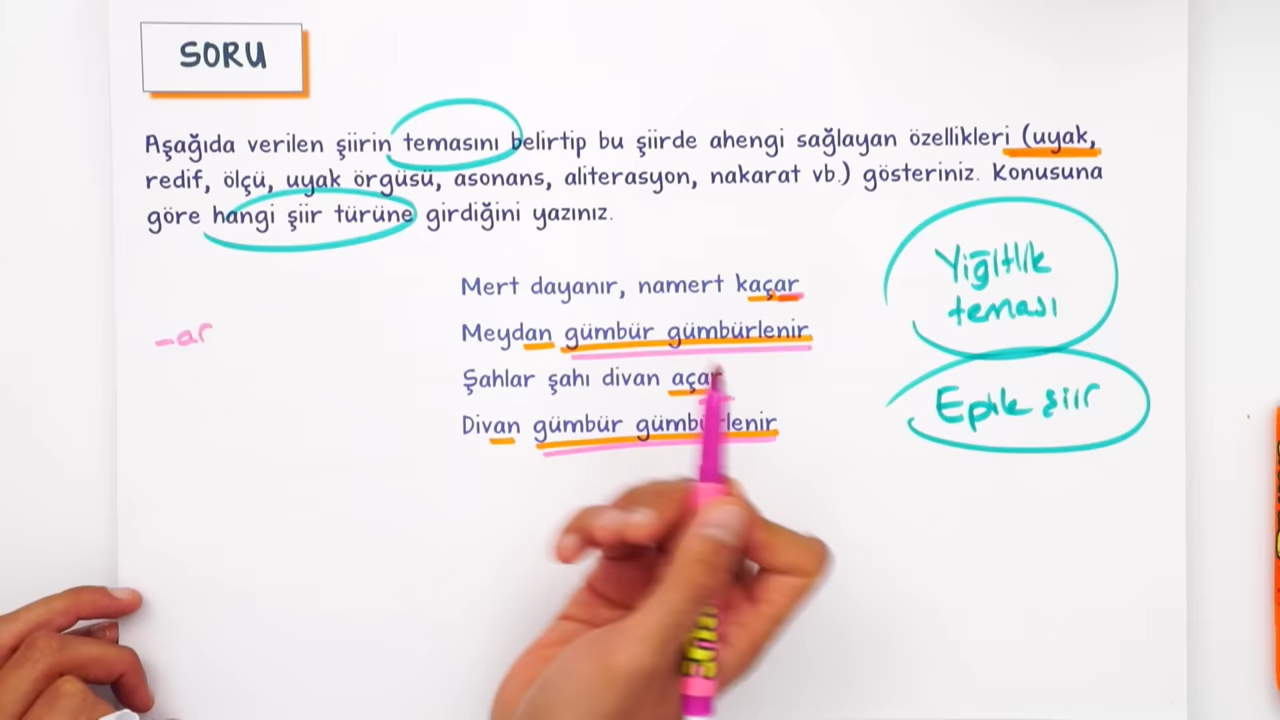 SORU
Aşağıda verilen şiirin temasını belirtip bu şiirde ahengi sağlayan özellikleri (uyak,
redif, ölçü, uyak örgüsü, asonans, aliterasyon, nakarat vb.) gösteriniz. Konusuna
göre hangi şiir türüne girdiğini yazınız.
Mert dayanır, namert kaçar
Meydan gümbür gümbürlenir
Şahlar şahı divan açar
Divan gümbür gümbürlenir
-ar
Yiğitlik
teması
Epik şiir